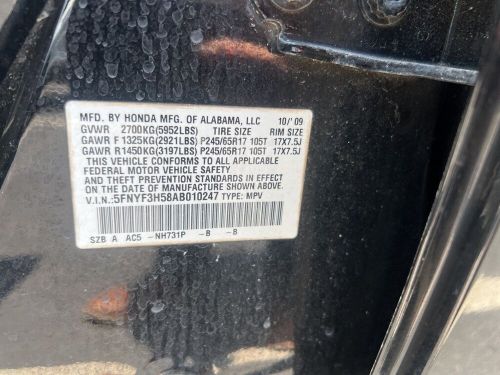 MFD. BY HONDA MFG. OF ALABAMA, LLC 10/'09
GVWR 2700KG(5952LBS) TIRE SIZE RIM SIZE
GAWR F 1325KG(2921LBS) P245/65R17 105T 17X7.5J
GAWR R 1450KG(3197LBS) P245/65R17 105T 17X7.5J
THIS VEHICLE CONFORMS TO ALL APPLICABLE
FEDERAL MOTOR VEHICLE SAFETY
AND THEFT PREVENTION STANDARDS IN EFFECT
ON THE DATE OF MANUFACTURE SHOWN ABOVE.
V.I.N.:5FNYF3H58AB010247 TYPE: MPV
SZB A AC5 -NH731P -B -B